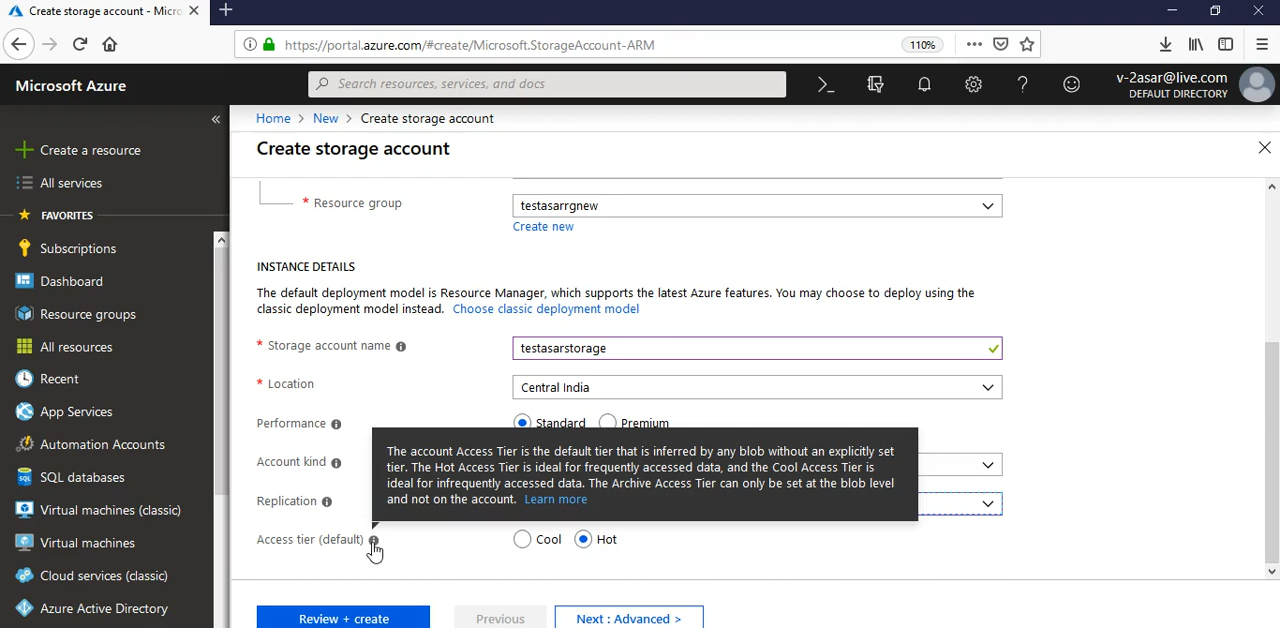 Create storage account - Micro
https://portal.azure.com/#create/Microsoft.StorageAccount-ARM
110%
Microsoft Azure
Search resources, services, and docs
v-2asar@live.com
DEFAULT DIRECTORY
Home > New > Create storage account
Create storage account
Create a resource
All services
FAVORITES
Subscriptions
Dashboard
Resource groups
All resources
Recent
App Services
Automation Accounts
SQL databases
Virtual machines (classic)
Virtual machines
Cloud services (classic)
Azure Active Directory
* Resource group
testasarrgnew
Create new
INSTANCE DETAILS
The default deployment model is Resource Manager, which supports the latest Azure features. You may choose to deploy using the
classic deployment model instead. Choose classic deployment model
* Storage account name
testasarstorage
* Location
Central India
Performance
Standard Premium
Account kind
Replication
The account Access Tier is the default tier that is inferred by any blob without an explicitly set
tier. The Hot Access Tier is ideal for frequently accessed data, and the Cool Access Tier is
ideal for infrequently accessed data. The Archive Access Tier can only be set at the blob level
and not on the account. Learn more
Access tier (default)
Cool Hot
Review + create
Previous
Next : Advanced >